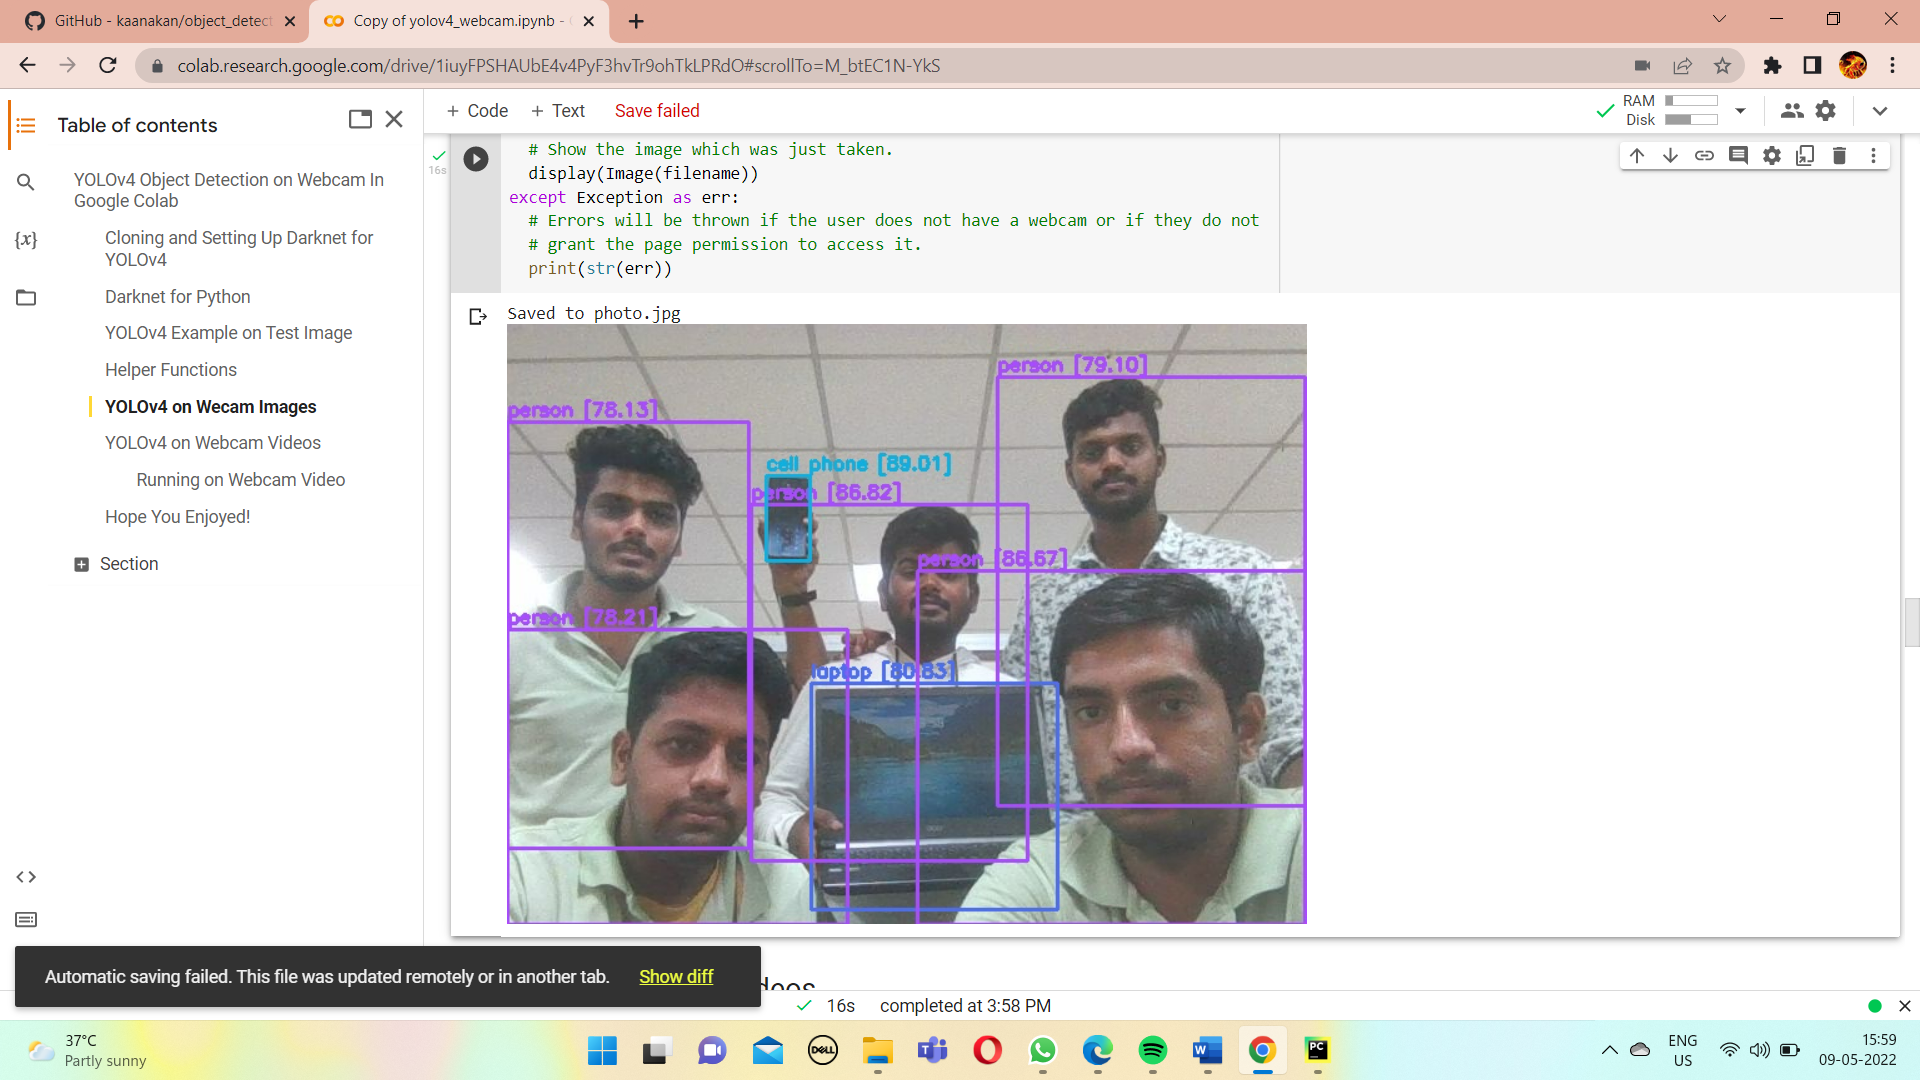 GitHub - kaanakan/object_detect
Copy of yolov4_webcam.ipynb -
colab.research.google.com/drive/1iuyFPSHAUbE4v4PyF3hvTr9ohTkLPRdO#scrollTo=M_btEC1N-YkS
Table of contents
+ Code + Text Save failed
RAM
Disk
YOLOv4 Object Detection on Webcam In
Google Colab
Cloning and Setting Up Darknet for
YOLOv4
Darknet for Python
YOLOv4 Example on Test Image
Helper Functions
YOLOv4 on Wecam Images
YOLOv4 on Webcam Videos
Running on Webcam Video
Hope You Enjoyed!
Section
{x}
16s
# Show the image which was just taken.
display(Image(filename))
except Exception as err:
# Errors will be thrown if the user does not have a webcam or if they do not
# grant the page permission to access it.
print(str(err))
Saved to photo.jpg
person [79.10]
person [78.13]
cell phone [89.01]
person [86.82]
person [86.67]
person [78.21]
laptop [80.83]
acer
Automatic saving failed. This file was updated remotely or in another tab. Show diff
16s completed at 3:58 PM
37°C
Partly sunny
DELL
W
PC
ENG
US
15:59
09-05-2022